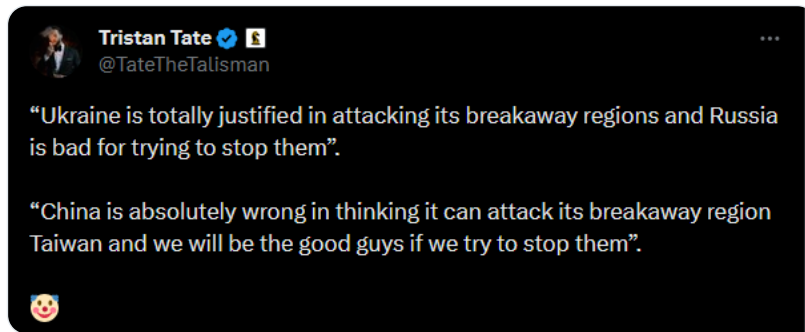 Tristan Tate
@TateTheTalisman
“Ukraine is totally justified in attacking its breakaway regions and Russia
is bad for trying to stop them”.
“China is absolutely wrong in thinking it can attack its breakaway region
Taiwan and we will be the good guys if we try to stop them”.
🤡